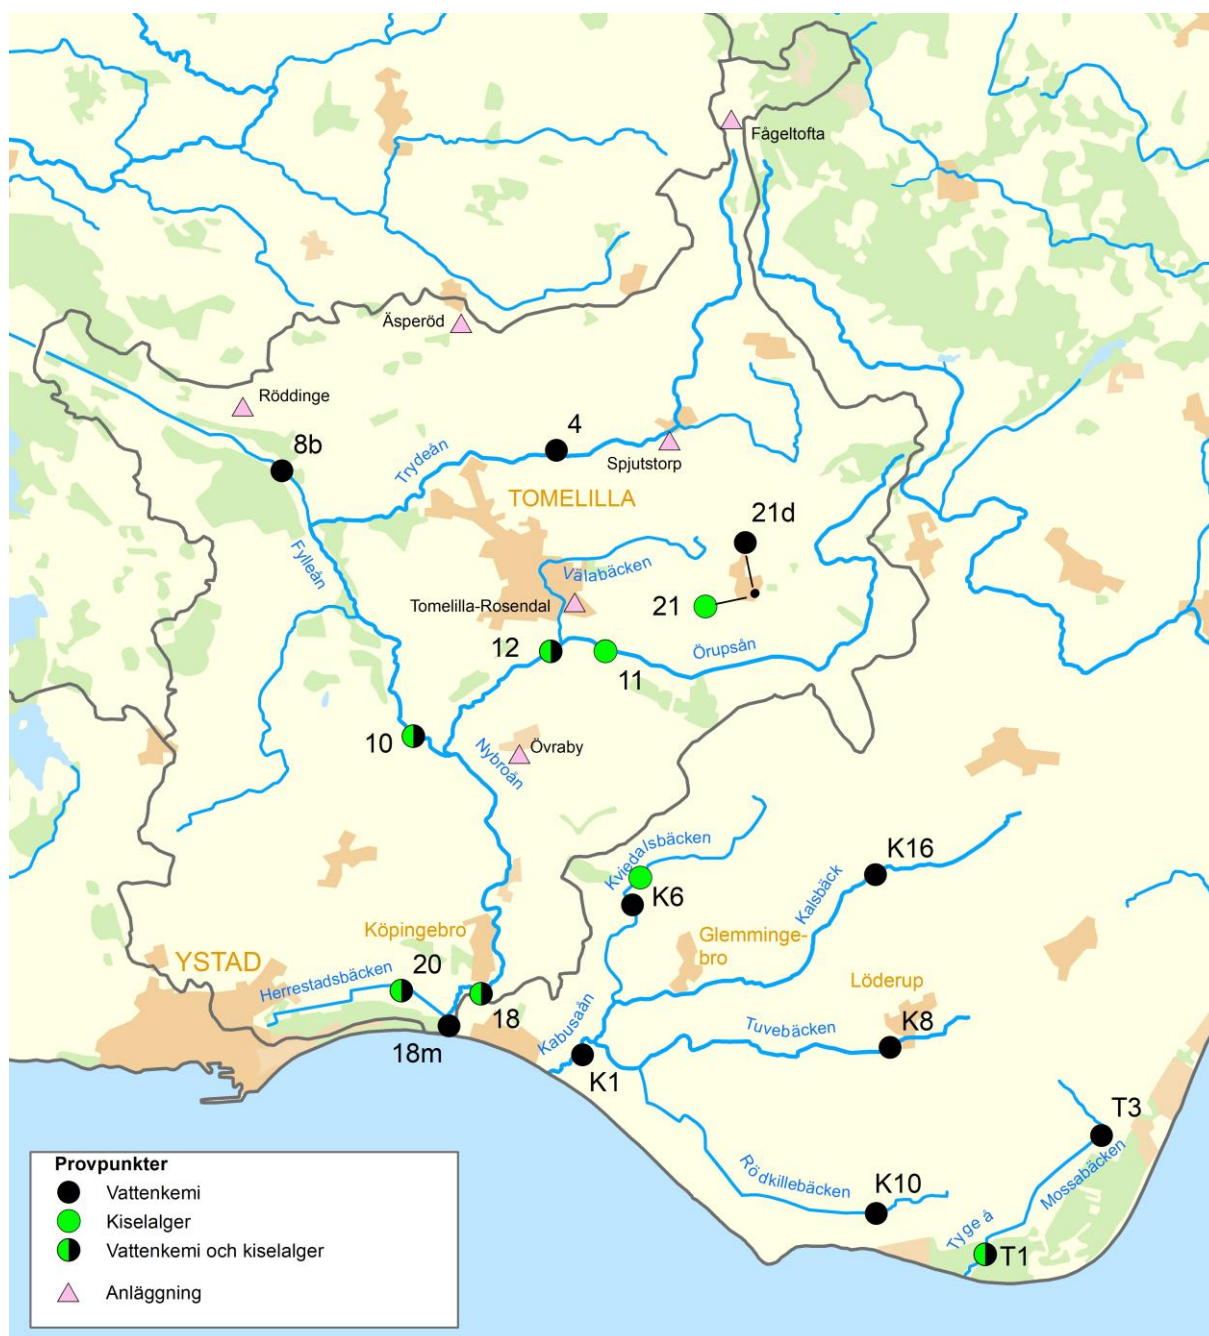 Fågeltofta
Äsperöd
Röddinge
8b
4
Trydeån
Spjutstorp
TOMELILLA
21d
Fylleån
Välabäcken
Tomelilla-Rosendal
21
12
11
Örupsån
10
Nybroån
Övraby
Kviedalsbäcken
K16
K6
Kalsbäck
Köpingebro
Glemminge-
bro
YSTAD
20
Herrestadsbäcken
Löderup
18
Kabusaån
Tuvebäcken
K8
18m
K1
T3
Mossabäcken
Rödkillebäcken
K10
Tyge å
T1
Provpunkter
Vattenkemi
Kiselalger
Vattenkemi och kiselalger
Anläggning